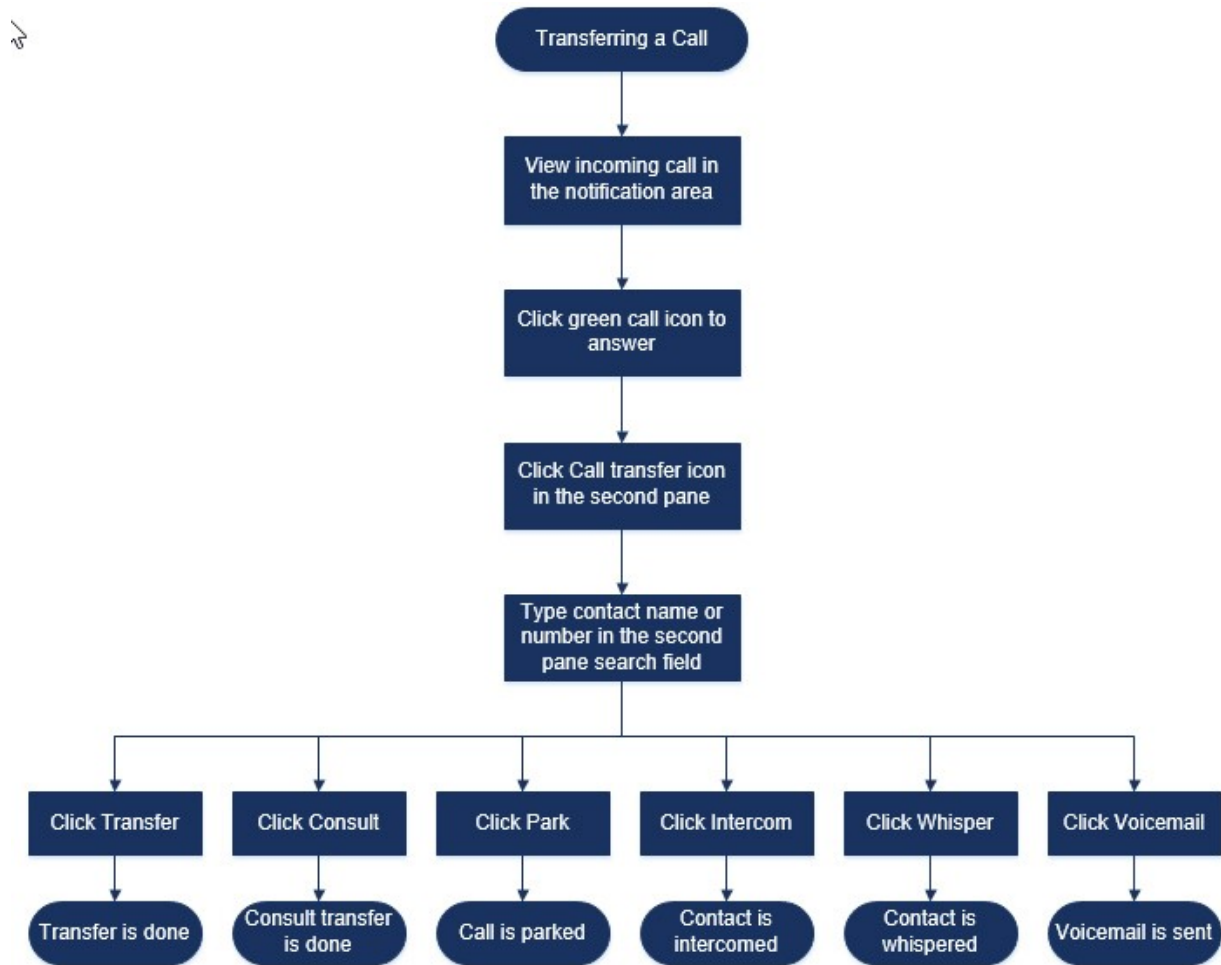 Transferring a Call
View incoming call in
the notification area
Click green call icon to
answer
Click Call transfer icon
in the second pane
Type contact name or
number in the second
pane search field
Click Transfer
Click Consult
Click Park
Click Intercom
Click Whisper
Click Voicemail
Transfer is done
Consult transfer
is done
Call is parked
Contact is
intercomed
Contact is
whispered
Voicemail is sent